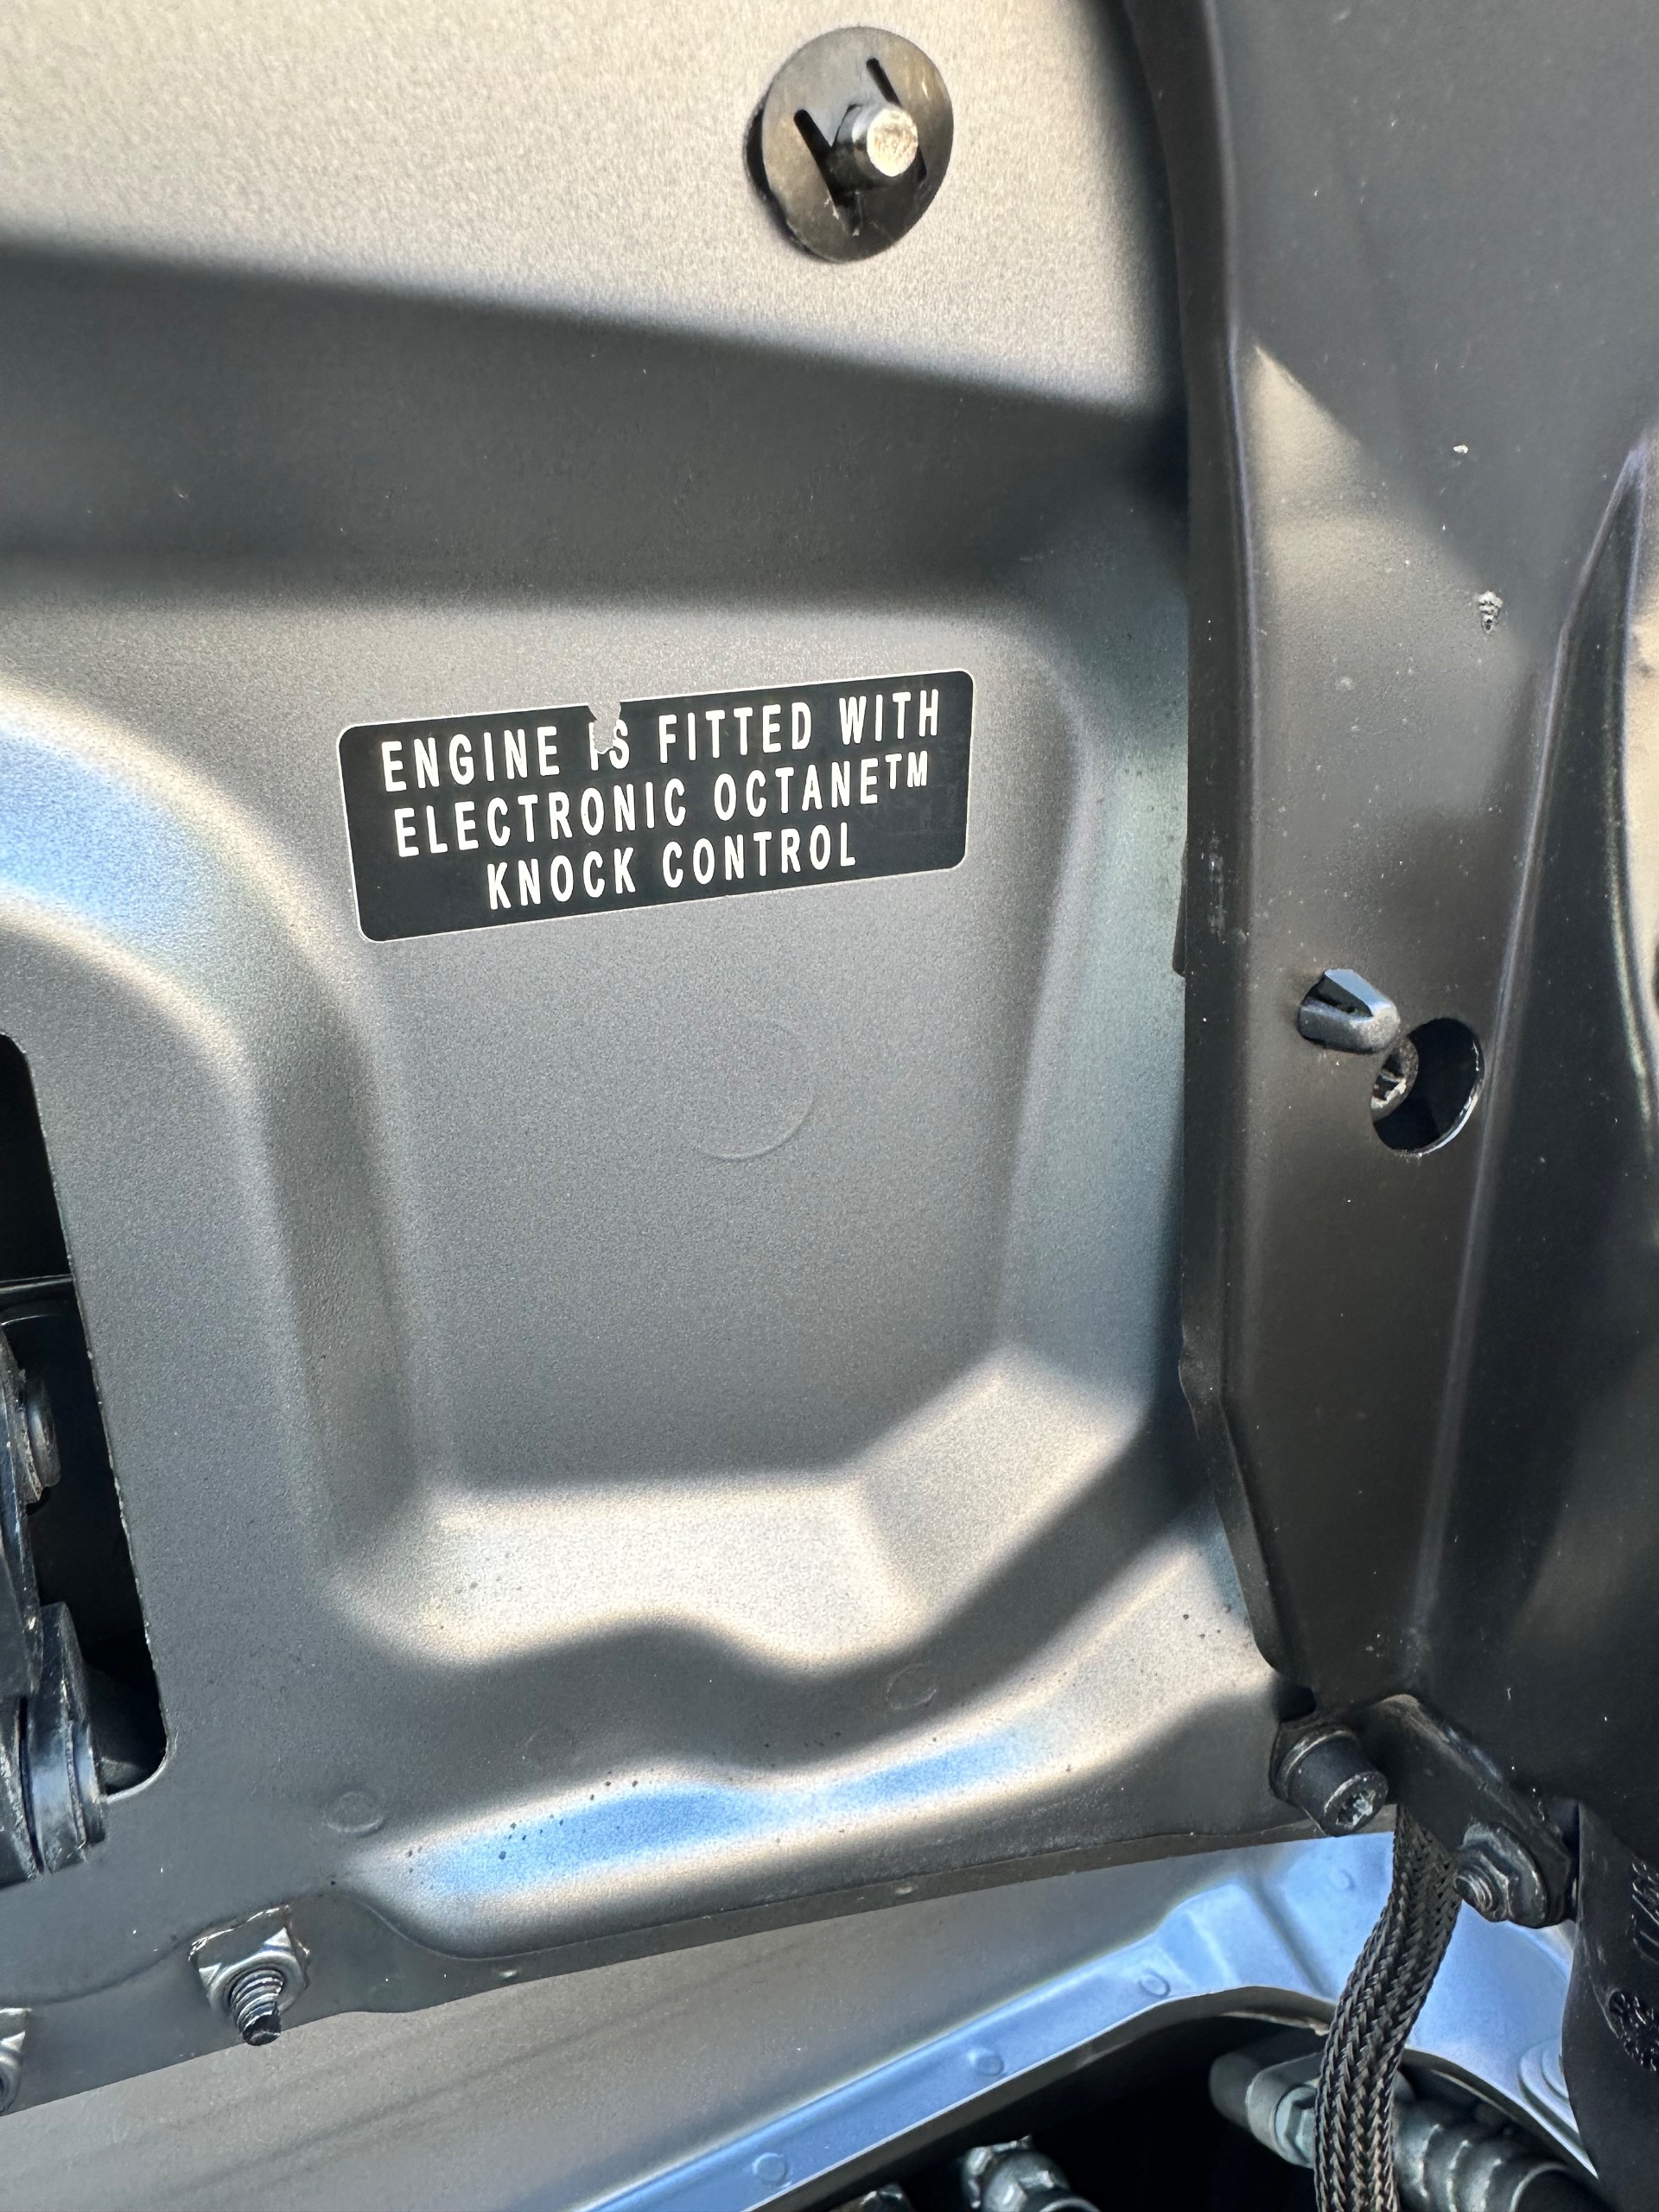 ENGINE IS FITTED WITH
ELECTRONIC OCTANE™
KNOCK CONTROL